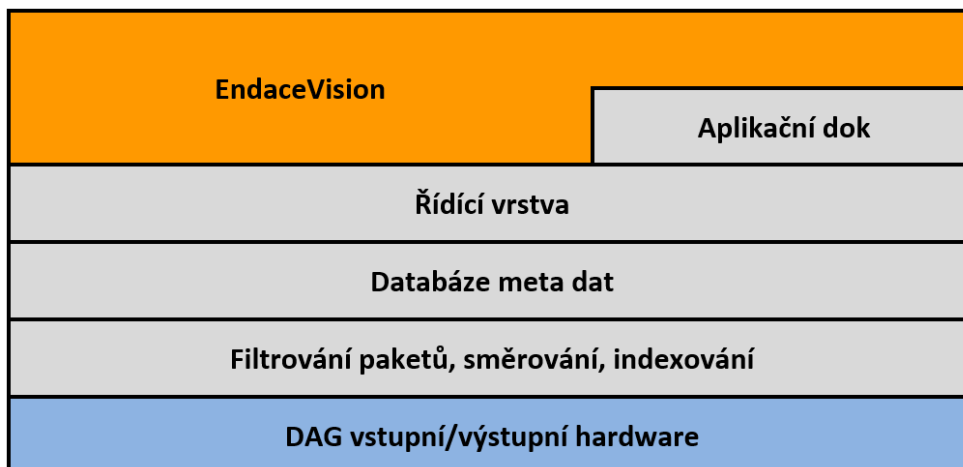 EndaceVision
Aplikační dok
Řídící vrstva
Databáze meta dat
Filtrování paketů, směrování, indexování
DAG vstupní/výstupní hardware